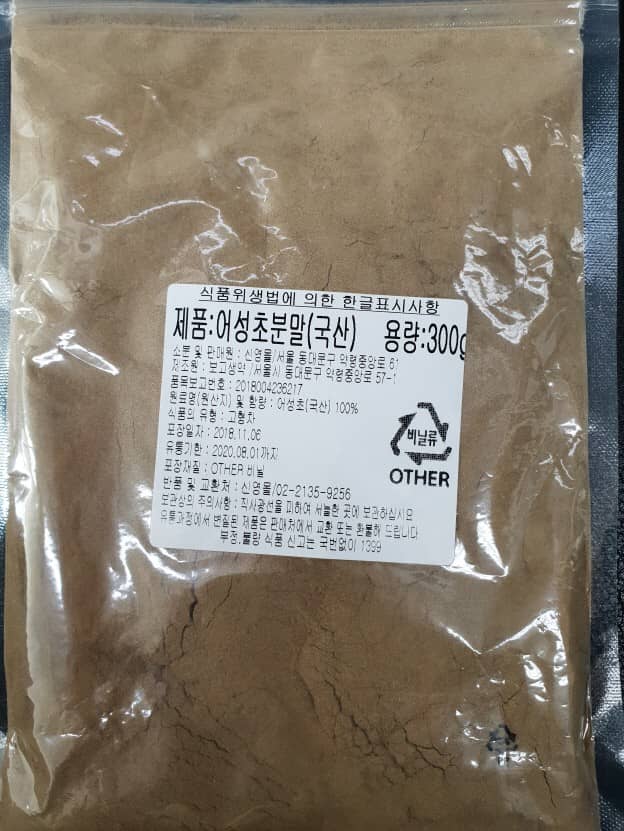 식품위생법에 의한 한글표시사항
제품:어성초분말(국산) 용량:300g
소분 및 판매원 : 신영몰/서울 동대문구 약령중앙로 61
제조원 : 보고생약 /서울시 동대문구 약령중앙로 57-1
품목보고번호 : 2018004236217
원료명(원산지) 및 함량 : 어성초(국산) 100%
식품의 유형 : 고형차
포장일자 : 2018.11.06
유통기한 : 2020.08.01까지
포장재질 : OTHER 비닐
반품 및 교환처 : 신영몰/02-2135-9256
보관상의 주의사항 : 직사광선을 피하여 서늘한 곳에 보관하십시요
유통과정에서 변질된 제품은 판매처에서 교환 또는 환불해 드립니다
부정,불량 식품 신고는 국번없이 1399
비닐류
OTHER